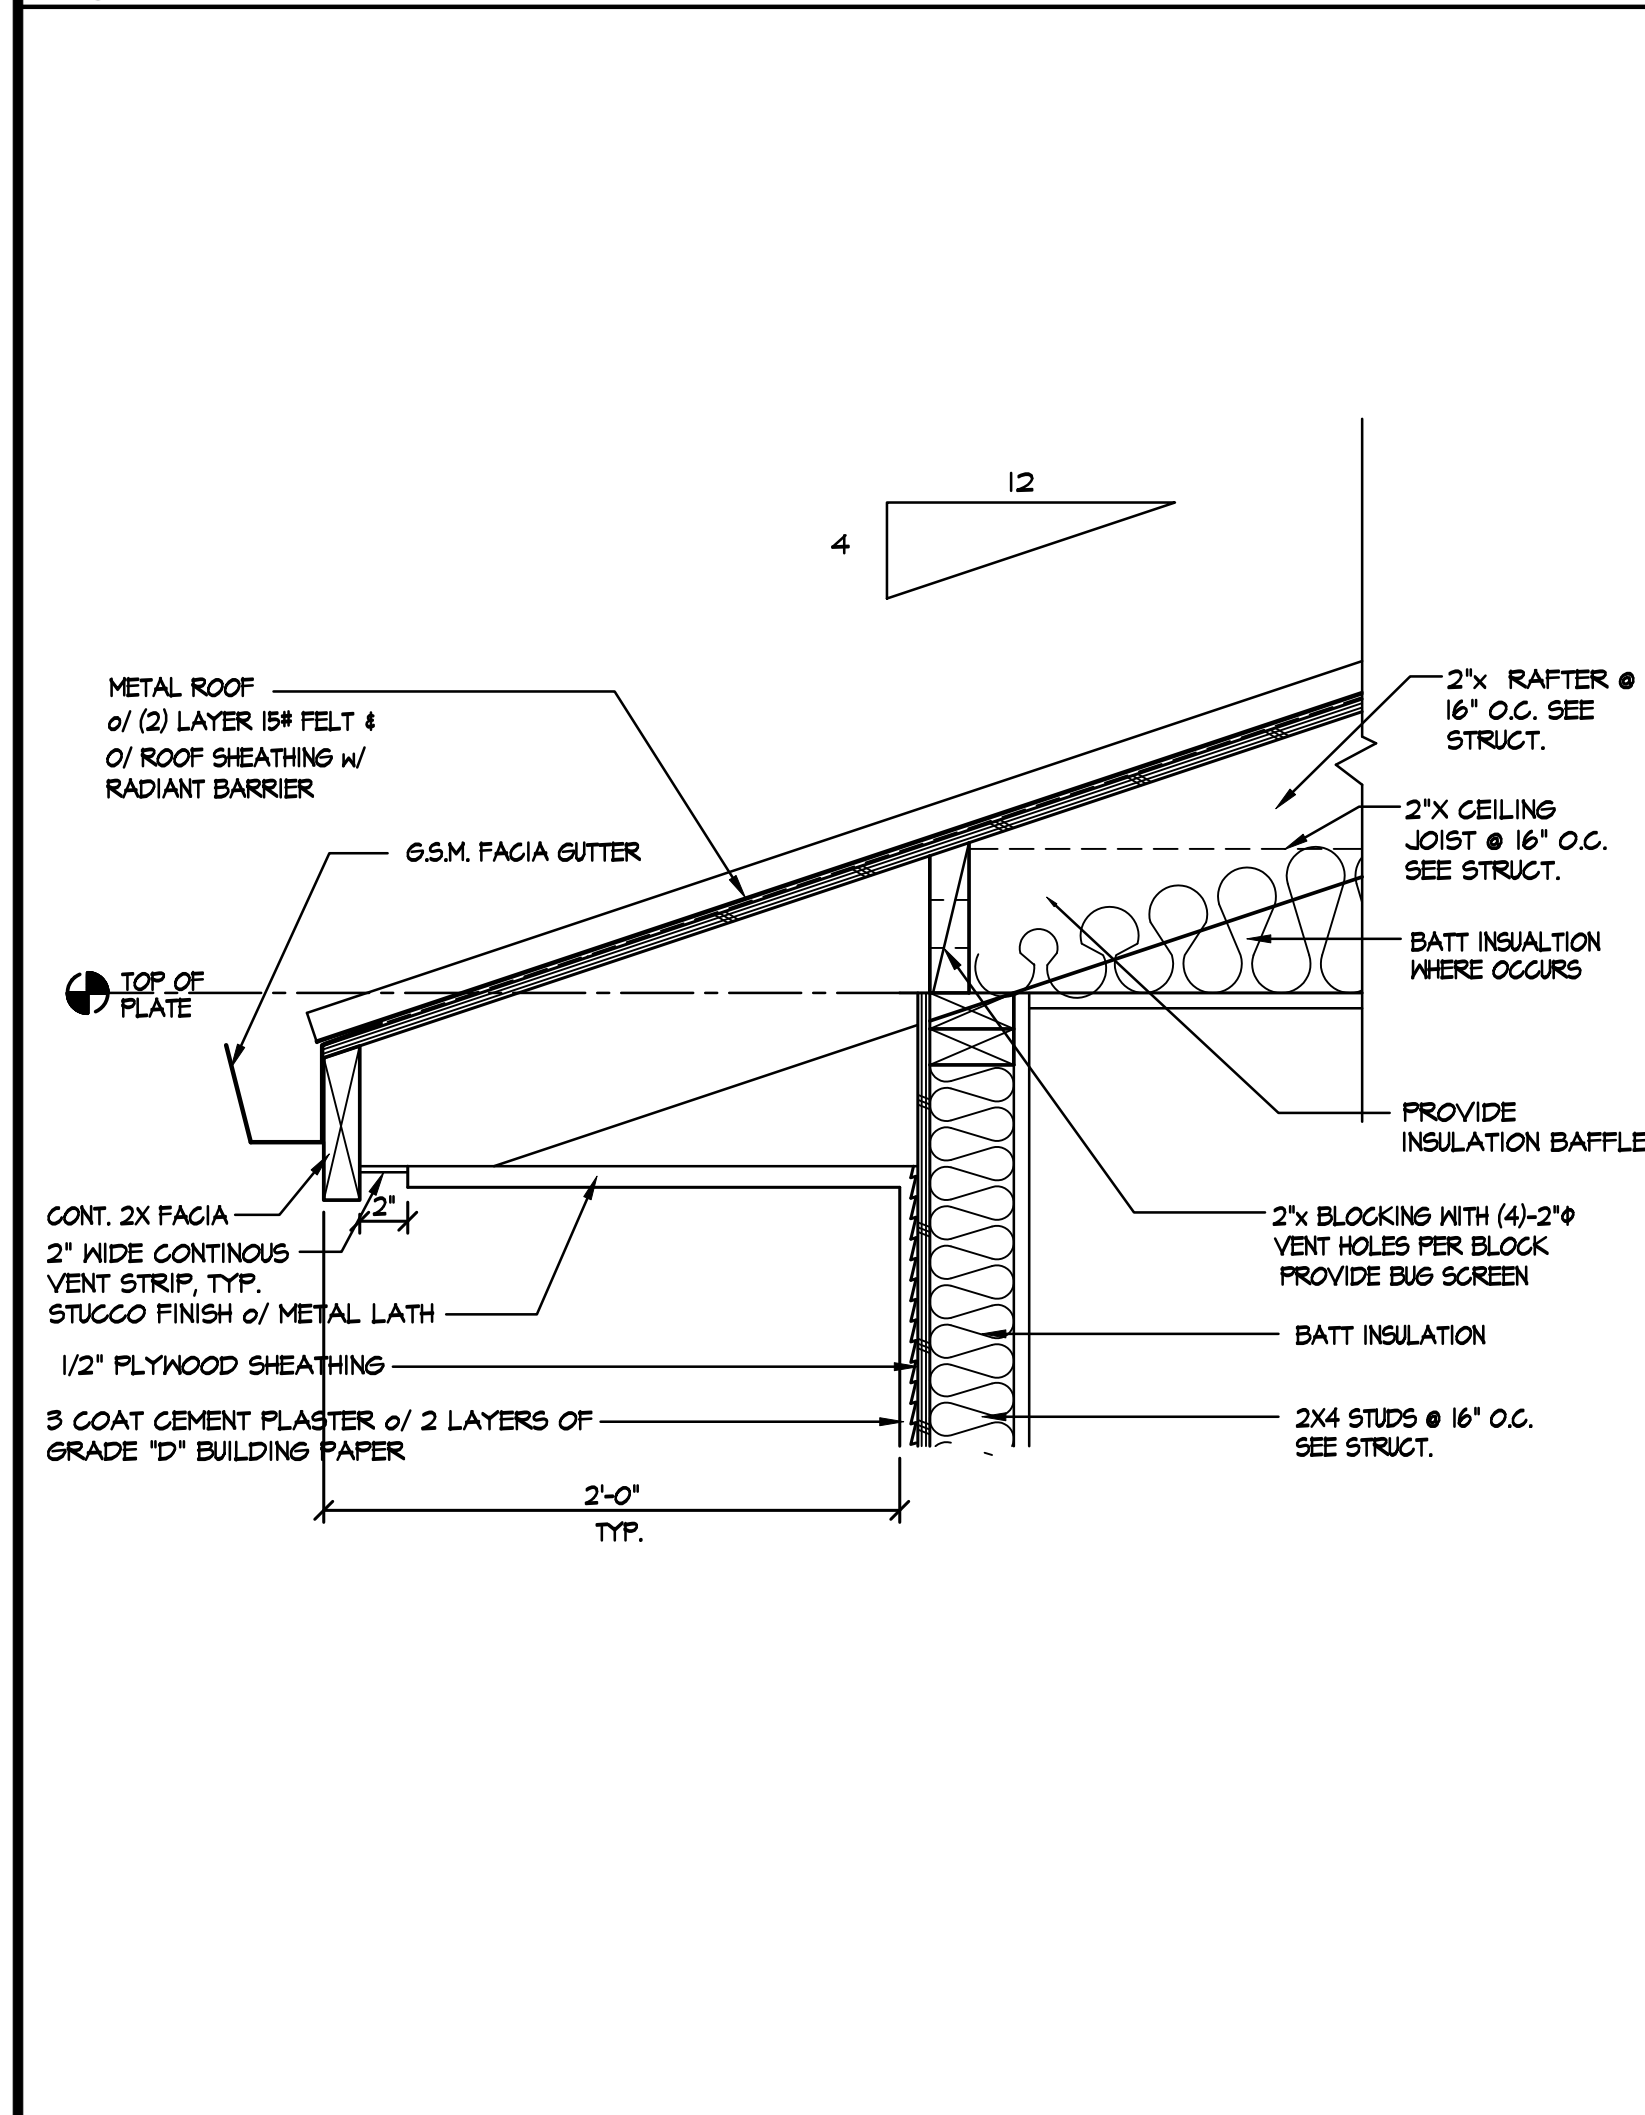 12
4
METAL ROOF
o/ (2) LAYER 15# FELT &
O/ ROOF SHEATHING W/
RADIANT BARRIER
G.S.M. FACIA GUTTER
TOP OF
PLATE
2"x RAFTER @
16" O.C. SEE
STRUCT.
2"X CEILING
JOIST @ 16" O.C.
SEE STRUCT.
BATT INSUALTION
WHERE OCCURS
PROVIDE
INSULATION BAFFLE
2"x BLOCKING WITH (4)-2"ϕ
VENT HOLES PER BLOCK
PROVIDE BUG SCREEN
BATT INSULATION
2X4 STUDS @ 16" O.C.
SEE STRUCT.
CONT. 2X FACIA
2"
2" WIDE CONTINOUS
VENT STRIP, TYP.
STUCCO FINISH o/ METAL LATH
1/2" PLYWOOD SHEATHING
3 COAT CEMENT PLASTER o/ 2 LAYERS OF
GRADE "D" BUILDING PAPER
2'-0"
TYP.